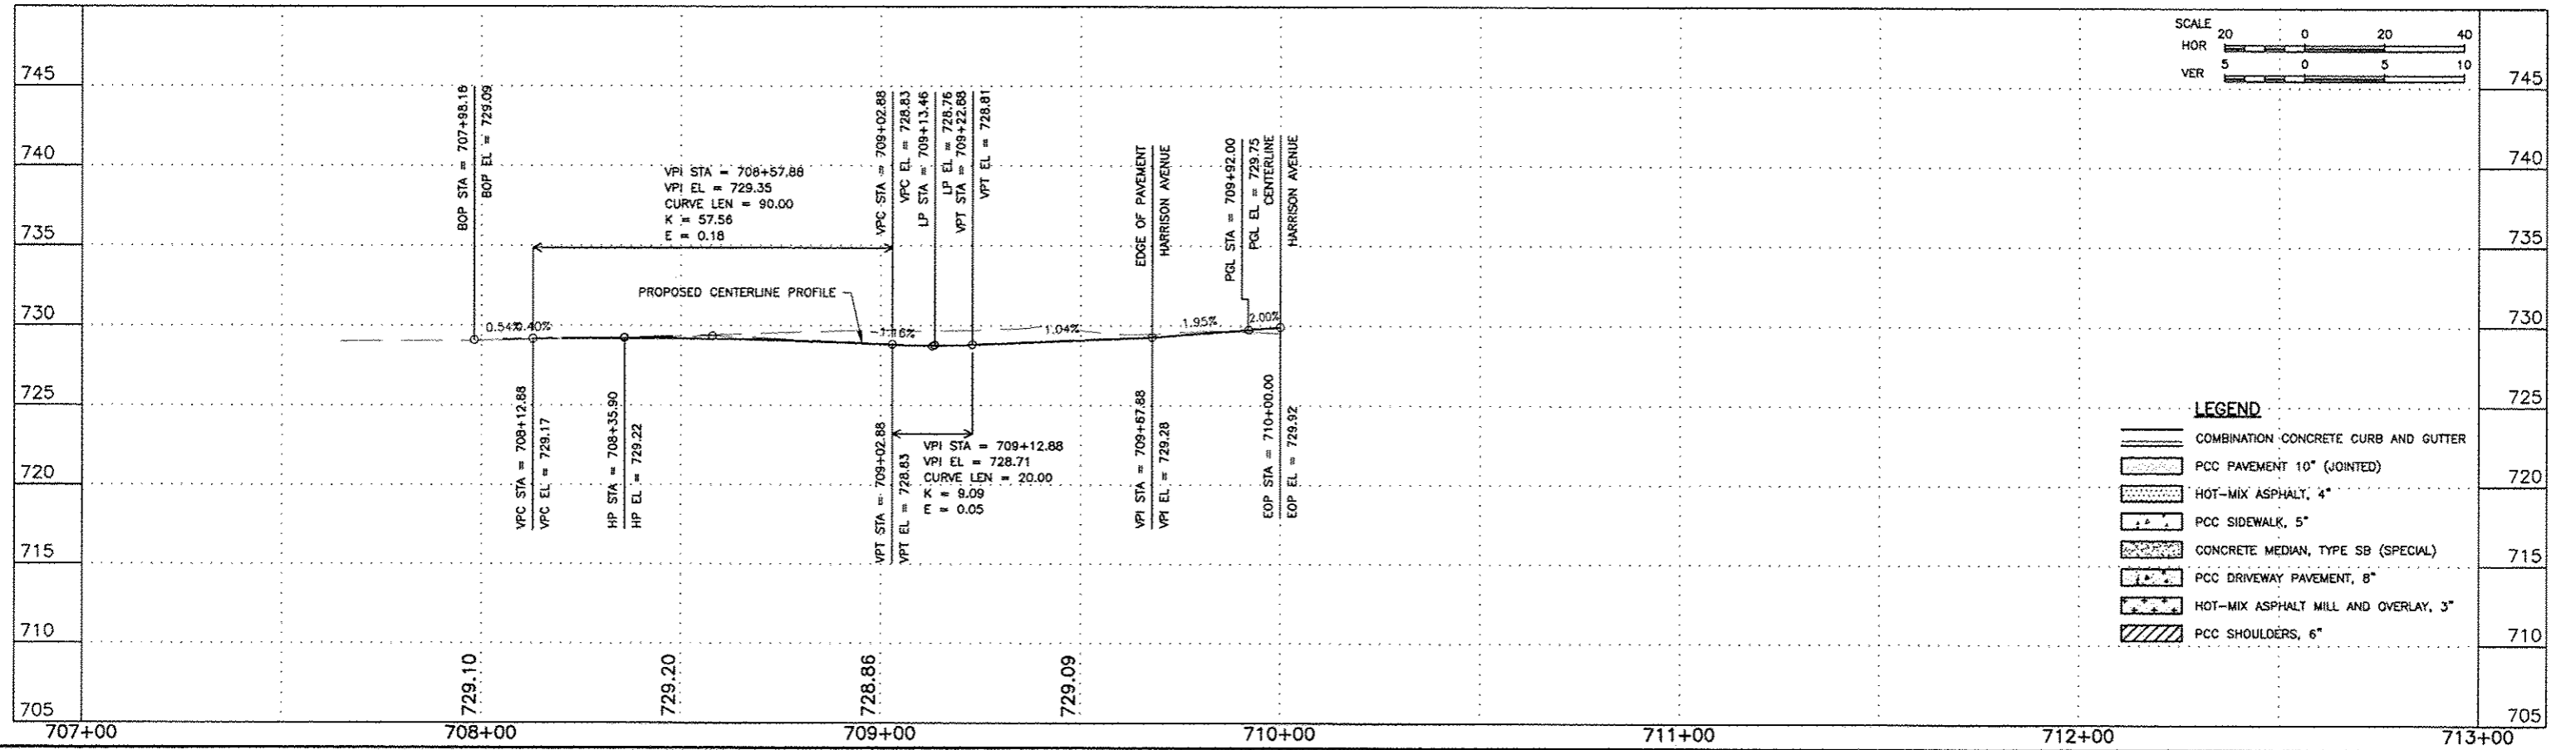 SCALE
20 0 20 40
HOR
5 0 5 10
VER
745
740
735
730
725
720
715
710
705
745
740
735
730
725
720
715
710
705
BOP STA = 707+98.16
BOP EL = 729.09
VPI STA = 708+57.88
VPI EL = 729.35
CURVE LEN = 90.00
K = 57.56
E = 0.18
VPC STA = 709+02.88
VPC EL = 728.83
LP STA = 709+13.46
LP EL = 728.76
VPT STA = 709+22.88
VPT EL = 728.81
EDGE OF PAVEMENT
HARRISON AVENUE
PGL STA = 709+92.00
PGL EL = 729.75
CENTERLINE
HARRISON AVENUE
PROPOSED CENTERLINE PROFILE
0.54%
0.40%
-1.16%
1.04%
1.95%
2.00%
VPC STA = 708+12.88
VPC EL = 729.17
HP STA = 708+35.90
HP EL = 729.22
VPT STA = 709+02.88
VPT EL = 728.83
VPI STA = 709+12.88
VPI EL = 728.71
CURVE LEN = 20.00
K = 9.09
E = 0.05
VPI STA = 709+67.88
VPI EL = 729.28
EOP STA = 710+00.00
EOP EL = 729.92
LEGEND
COMBINATION CONCRETE CURB AND GUTTER
PCC PAVEMENT 10" (JOINTED)
HOT-MIX ASPHALT, 4"
PCC SIDEWALK, 5"
CONCRETE MEDIAN, TYPE SB (SPECIAL)
PCC DRIVEWAY PAVEMENT, 8"
HOT-MIX ASPHALT MILL AND OVERLAY, 3"
PCC SHOULDERS, 6"
729.10
729.20
728.86
729.09
707+00 708+00 709+00 710+00 711+00 712+00 713+00